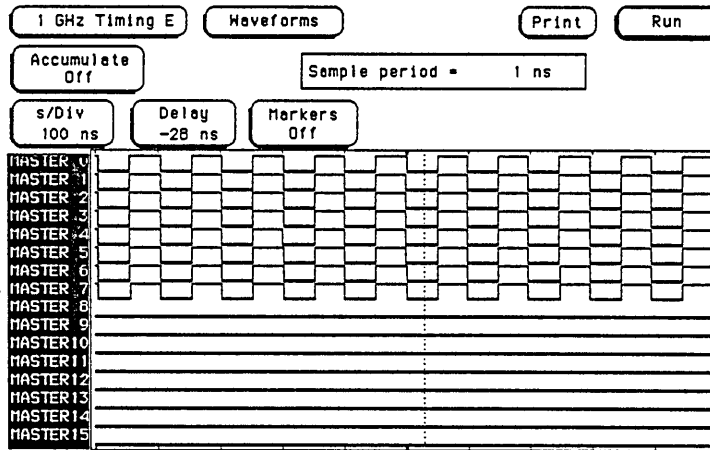 1 GHz Timing E Waveforms Print Run
Accumulate
Off
Sample period = 1 ns
s/Div
100 ns
Delay
-28 ns
Markers
Off
MASTER 0
MASTER 1
MASTER 2
MASTER 3
MASTER 4
MASTER 5
MASTER 6
MASTER 7
MASTER 8
MASTER 9
MASTER10
MASTER11
MASTER12
MASTER13
MASTER14
MASTER15